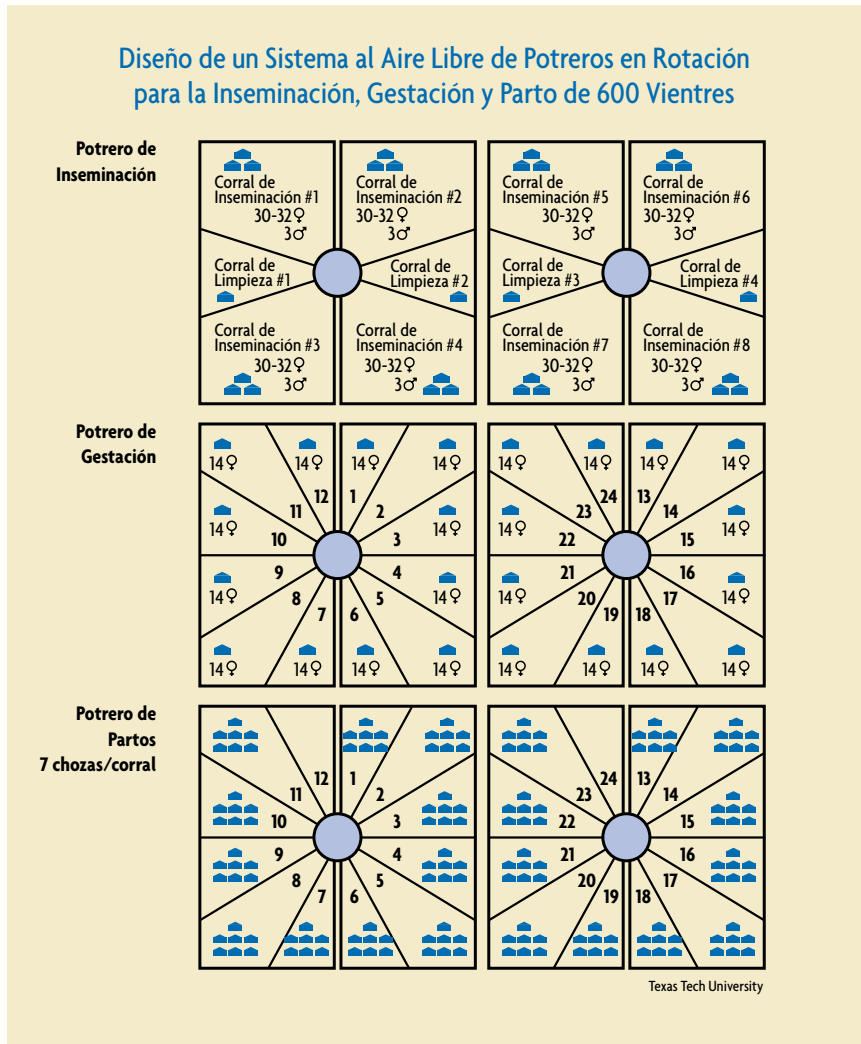 Diseño de un Sistema al Aire Libre de Potreros en Rotación
para la Inseminación, Gestación y Parto de 600 Vientres
Potrero de
Inseminación
Corral de
Inseminación #1
30-32♀
3♂
Corral de
Inseminación #2
30-32♀
3♂
Corral de
Limpieza #1
Corral de
Limpieza #2
Corral de
Inseminación #3
30-32♀
3♂
Corral de
Inseminación #4
30-32♀
3♂
Corral de
Inseminación #5
30-32♀
3♂
Corral de
Inseminación #6
30-32♀
3♂
Corral de
Limpieza #3
Corral de
Limpieza #4
Corral de
Inseminación #7
30-32♀
3♂
Corral de
Inseminación #8
30-32♀
3♂
Potrero de
Gestación
14♀ 14♀ 14♀ 14♀
12 1
11 2
14♀ 14♀
10 3
9 4
14♀ 14♀
8 5
7 6
14♀ 14♀ 14♀ 14♀
14♀ 14♀ 14♀ 14♀
24 13
23 14
14♀ 14♀
22 15
21 16
14♀ 14♀
20 17
19 18
14♀ 14♀ 14♀ 14♀
Potrero de
Partos
7 chozas/corral
12 1
11 2
10 3
9 4
8 5
7 6
24 13
23 14
22 15
21 16
20 17
19 18
Texas Tech University